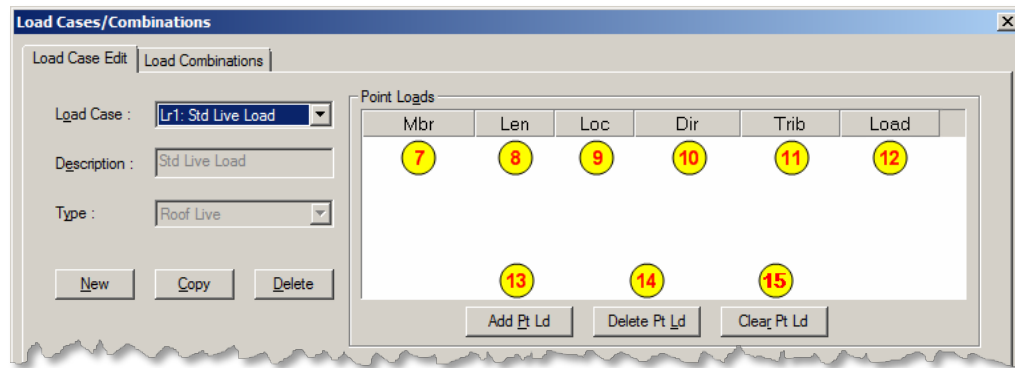 Load Cases/Combinations
Load Case Edit Load Combinations
Load Case : Lr1: Std Live Load
Description : Std Live Load
Type : Roof Live
New Copy Delete
Point Loads
Mbr Len Loc Dir Trib Load
7 8 9 10 11 12
13 14 15
Add Pt Ld Delete Pt Ld Clear Pt Ld